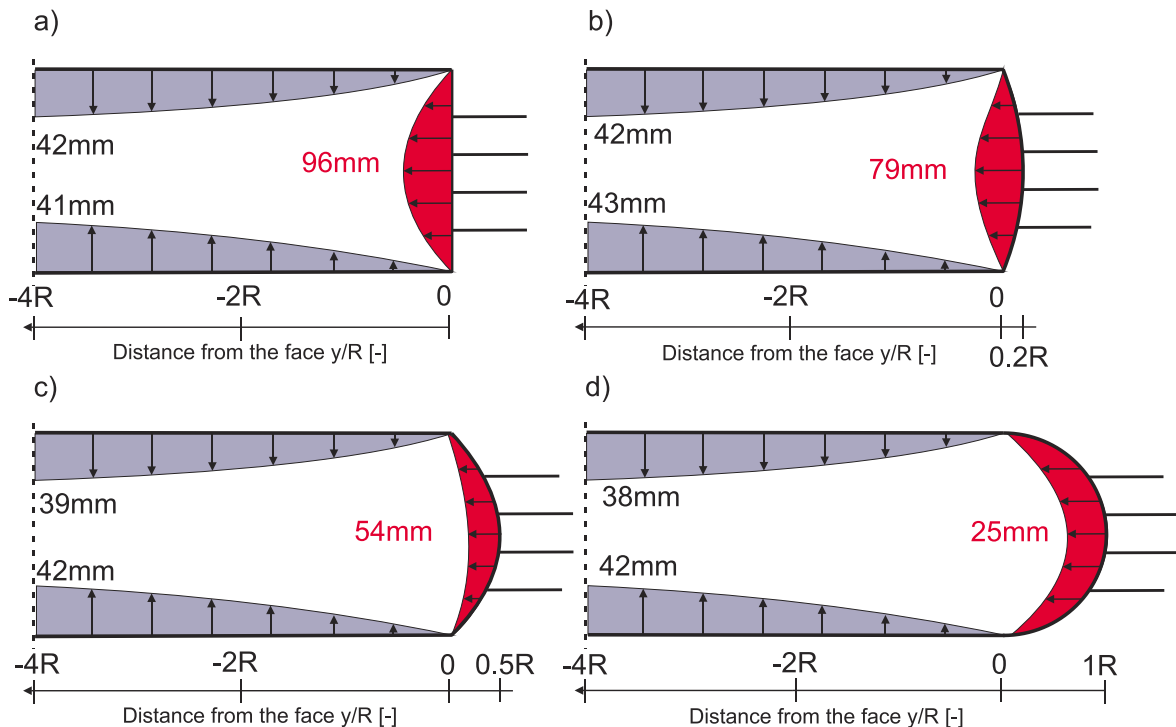 a)
42mm
96mm
41mm
-4R -2R 0
Distance from the face y/R [-]
b)
42mm
79mm
43mm
-4R -2R 0
0.2R
Distance from the face y/R [-]
c)
39mm
54mm
42mm
-4R -2R 0 0.5R
Distance from the face y/R [-]
d)
38mm
25mm
42mm
-4R -2R 0 1R
Distance from the face y/R [-]